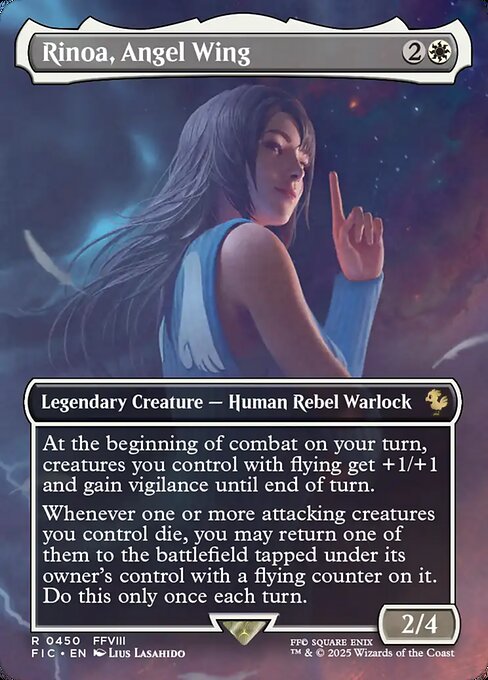 Rinoa, Angel Wing 2
Legendary Creature — Human Rebel Warlock
At the beginning of combat on your turn,
creatures you control with flying get +1/+1
and gain vigilance until end of turn.
Whenever one or more attacking creatures
you control die, you may return one of
them to the battlefield tapped under its
owner's control with a flying counter on it.
Do this only once each turn.
2/4
R 0450 FFVIII
FIC • EN Lius Lasahido
FF© SQUARE ENIX
™ & © 2025 Wizards of the Coast